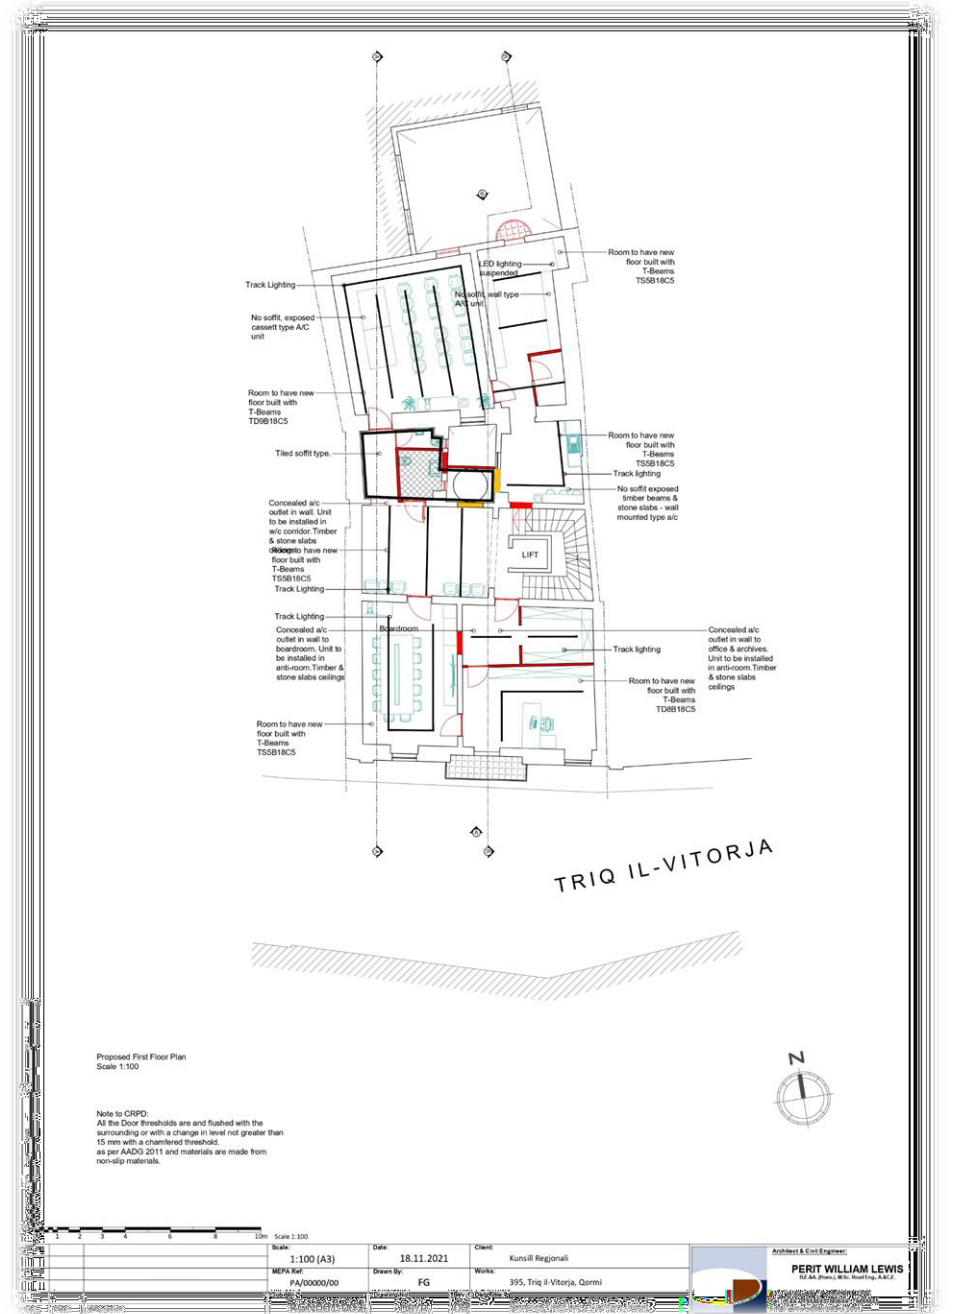 Room to have new
floor built with
T-Beams
TS5B18C5
LED lighting
suspended
Track Lighting
No soffit, wall type
A/C unit
No soffit, exposed
cassett type A/C
unit
Room to have new
floor built with
T-Beams
TD9B18C5
Room to have new
floor built with
T-Beams
TS5B18C5
Tiled soffit type.
Track lighting
No soffit exposed
timber beams &
stone slabs - wall
mounted type a/c
Concealed a/c
outlet in wall. Unit
to be installed in
w/c corridor.Timber
& stone slabs
Room to have new
floor built with
T-Beams
TS5B18C5
LIFT
Track Lighting
Track Lighting
Concealed a/c
outlet in wall to
boardroom. Unit to
be installed in
anti-room.Timber &
stone slabs ceilings
Boardroom
Concealed a/c
outlet in wall to
office & archives.
Unit to be installed
in anti-room.Timber
& stone slabs
ceilings
Track lighting
Room to have new
floor built with
T-Beams
TD8B18C5
Room to have new
floor built with
T-Beams
TS5B18C5
TRIQ IL-VITORJA
N
Proposed First Floor Plan
Scale 1:100
Note to CRPD:
All the Door thresholds are and flushed with the
surrounding or with a change in level not greater than
15 mm with a chamfered threshold.
as per AADG 2011 and materials are made from
non-slip materials.
1 2 3 4 6 8 10m Scale 1:100
Scale: Date: Client: Architect & Civil Engineer:
1:100 (A3) 18.11.2021 Kunsill Regjonali
PERIT WILLIAM LEWIS
MEPA Ref: Drawn By: Works:
PA/00000/00 FG 395, Triq il-Vitorja, Qormi